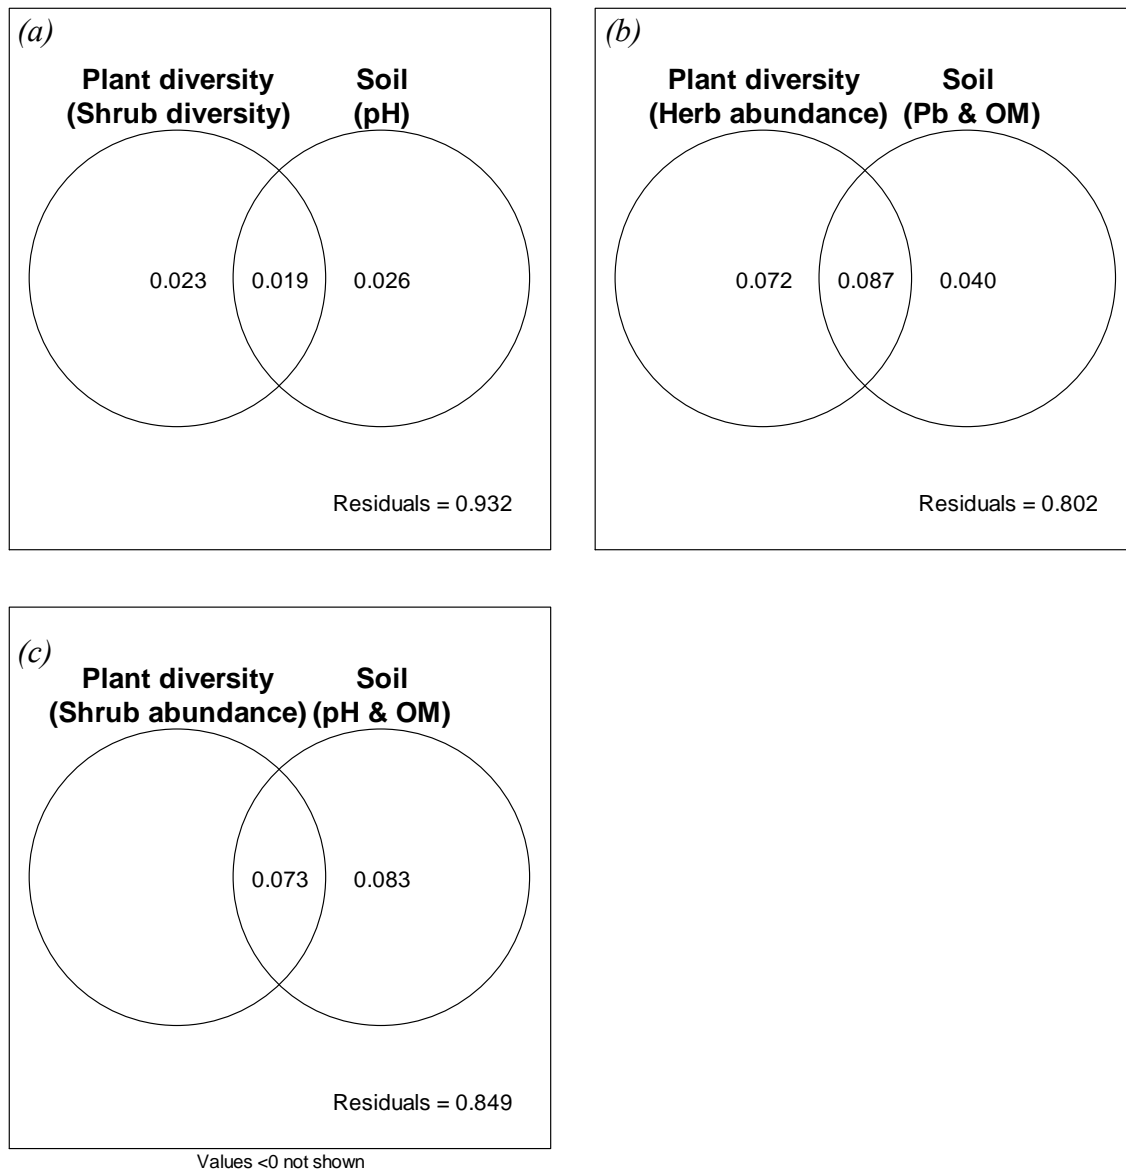 (a)
Plant diversity Soil
(Shrub diversity) (pH)
0.023 0.019 0.026
Residuals = 0.932
(b)
Plant diversity Soil
(Herb abundance) (Pb & OM)
0.072 0.087 0.040
Residuals = 0.802
(c)
Plant diversity Soil
(Shrub abundance) (pH & OM)
0.073 0.083
Residuals = 0.849
Values <0 not shown